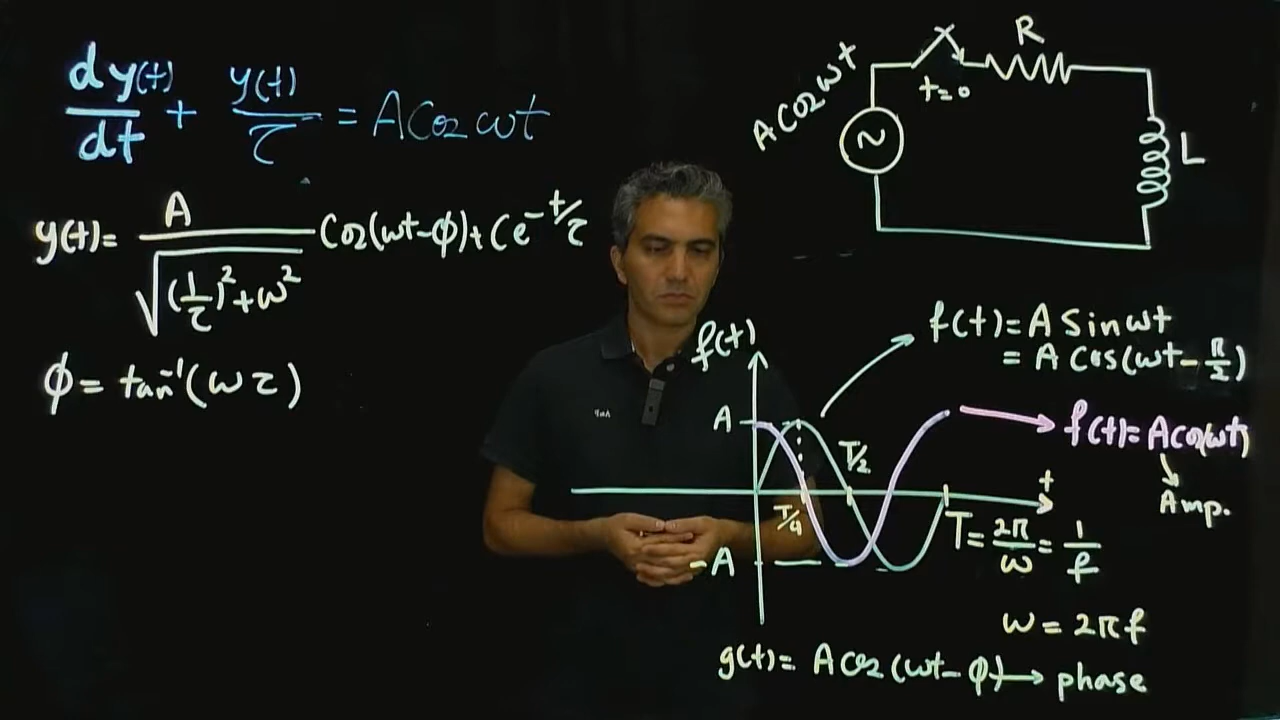 dy(t)/dt + y(t)/τ = A Cos ωt
y(t) = A/√((1/τ)²+ω²) Cos(ωt-ϕ)+Ce^-t/τ
ϕ = tan⁻¹(ωτ)
A Cos ωt
t=0
R
L
f(t)
A
-A
T/4
T/2
t
T = 2π/ω = 1/f
f(t) = A Sin ωt
= A Cos(ωt - π/2)
f(t) = A Cos(ωt)
Amp.
ω = 2πf
g(t) = A Cos (ωt - ϕ) → phase